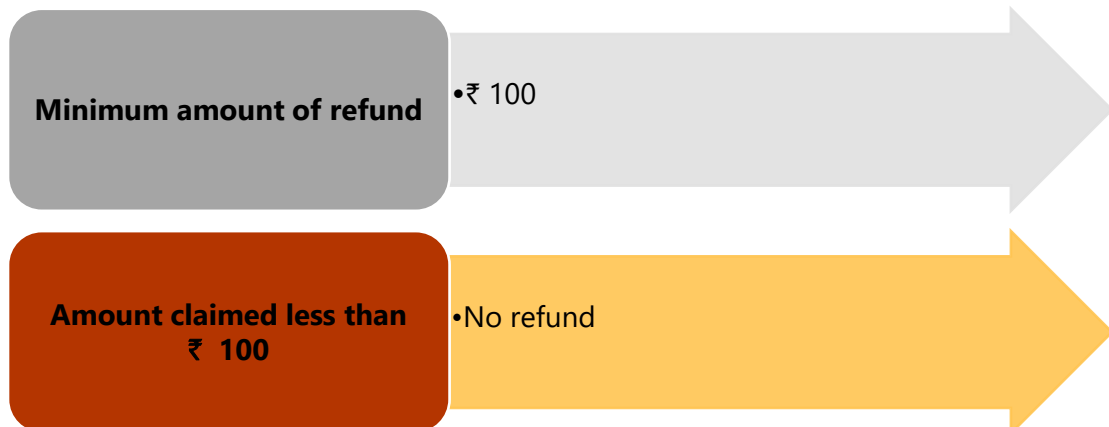 Minimum amount of refund
•₹ 100
Amount claimed less than
₹ 100
•No refund